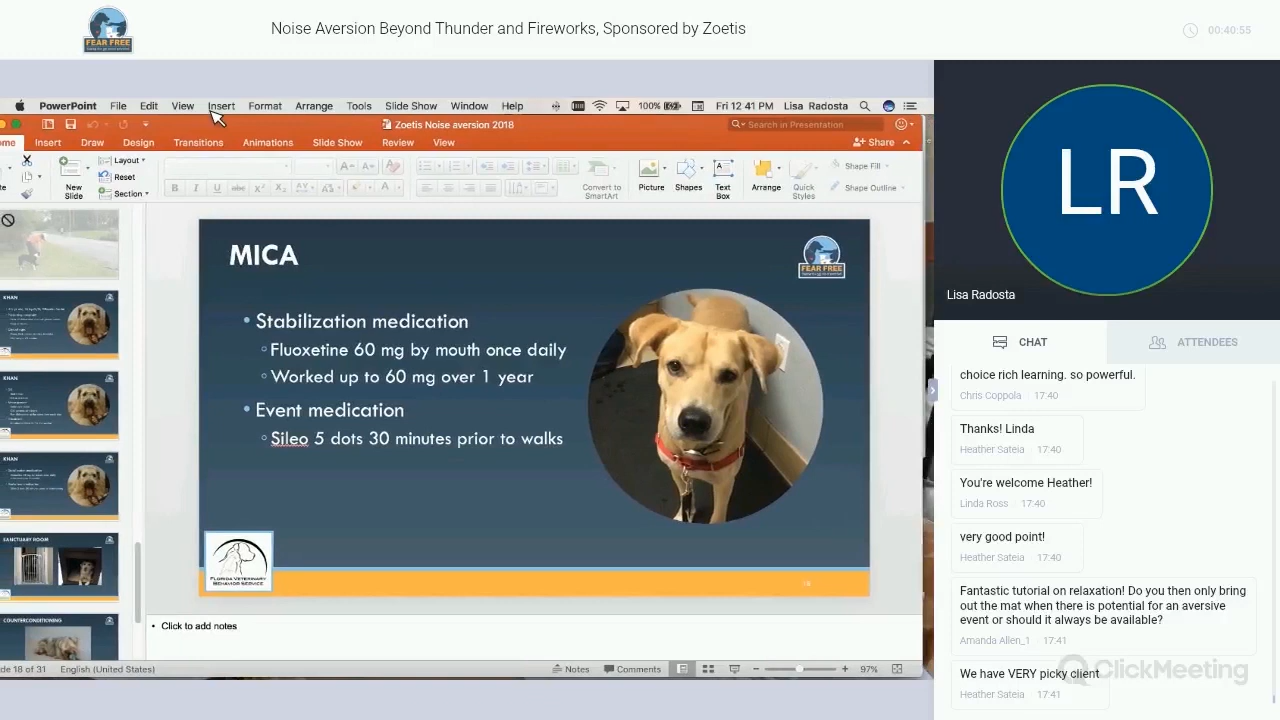 FEAR FREE
Noise Aversion Beyond Thunder and Fireworks, Sponsored by Zoetis
00:40:55
PowerPoint File Edit View Insert Format Arrange Tools Slide Show Window Help 100% Fri 12:41 PM Lisa Radosta
Zoetis Noise aversion 2018
Search in Presentation
Insert Draw Design Transitions Animations Slide Show Review View
Share
New Slide
Layout
Reset
Section
Convert to SmartArt
Picture
Shapes
Text Box
Arrange
Quick Styles
Shape Fill
Shape Outline
KHAN
KHAN
KHAN
SANCTUARY ROOM
COUNTERCONDITIONING
MICA
FEAR FREE
• Stabilization medication
◦Fluoxetine 60 mg by mouth once daily
◦Worked up to 60 mg over 1 year
• Event medication
◦Sileo 5 dots 30 minutes prior to walks
FLORIDA VETERINARY
BEHAVIOR SERVICE
18
• Click to add notes
de 18 of 31 English (United States) Notes Comments 97%
LR
Lisa Radosta
CHAT ATTENDEES
choice rich learning. so powerful.
Chris Coppola 17:40
Thanks! Linda
Heather Sateia 17:40
You're welcome Heather!
Linda Ross 17:40
very good point!
Heather Sateia 17:40
Fantastic tutorial on relaxation! Do you then only bring
out the mat when there is potential for an aversive
event or should it always be available?
Amanda Allen_1 17:41
We have VERY picky client
Heather Sateia 17:41
ClickMeeting